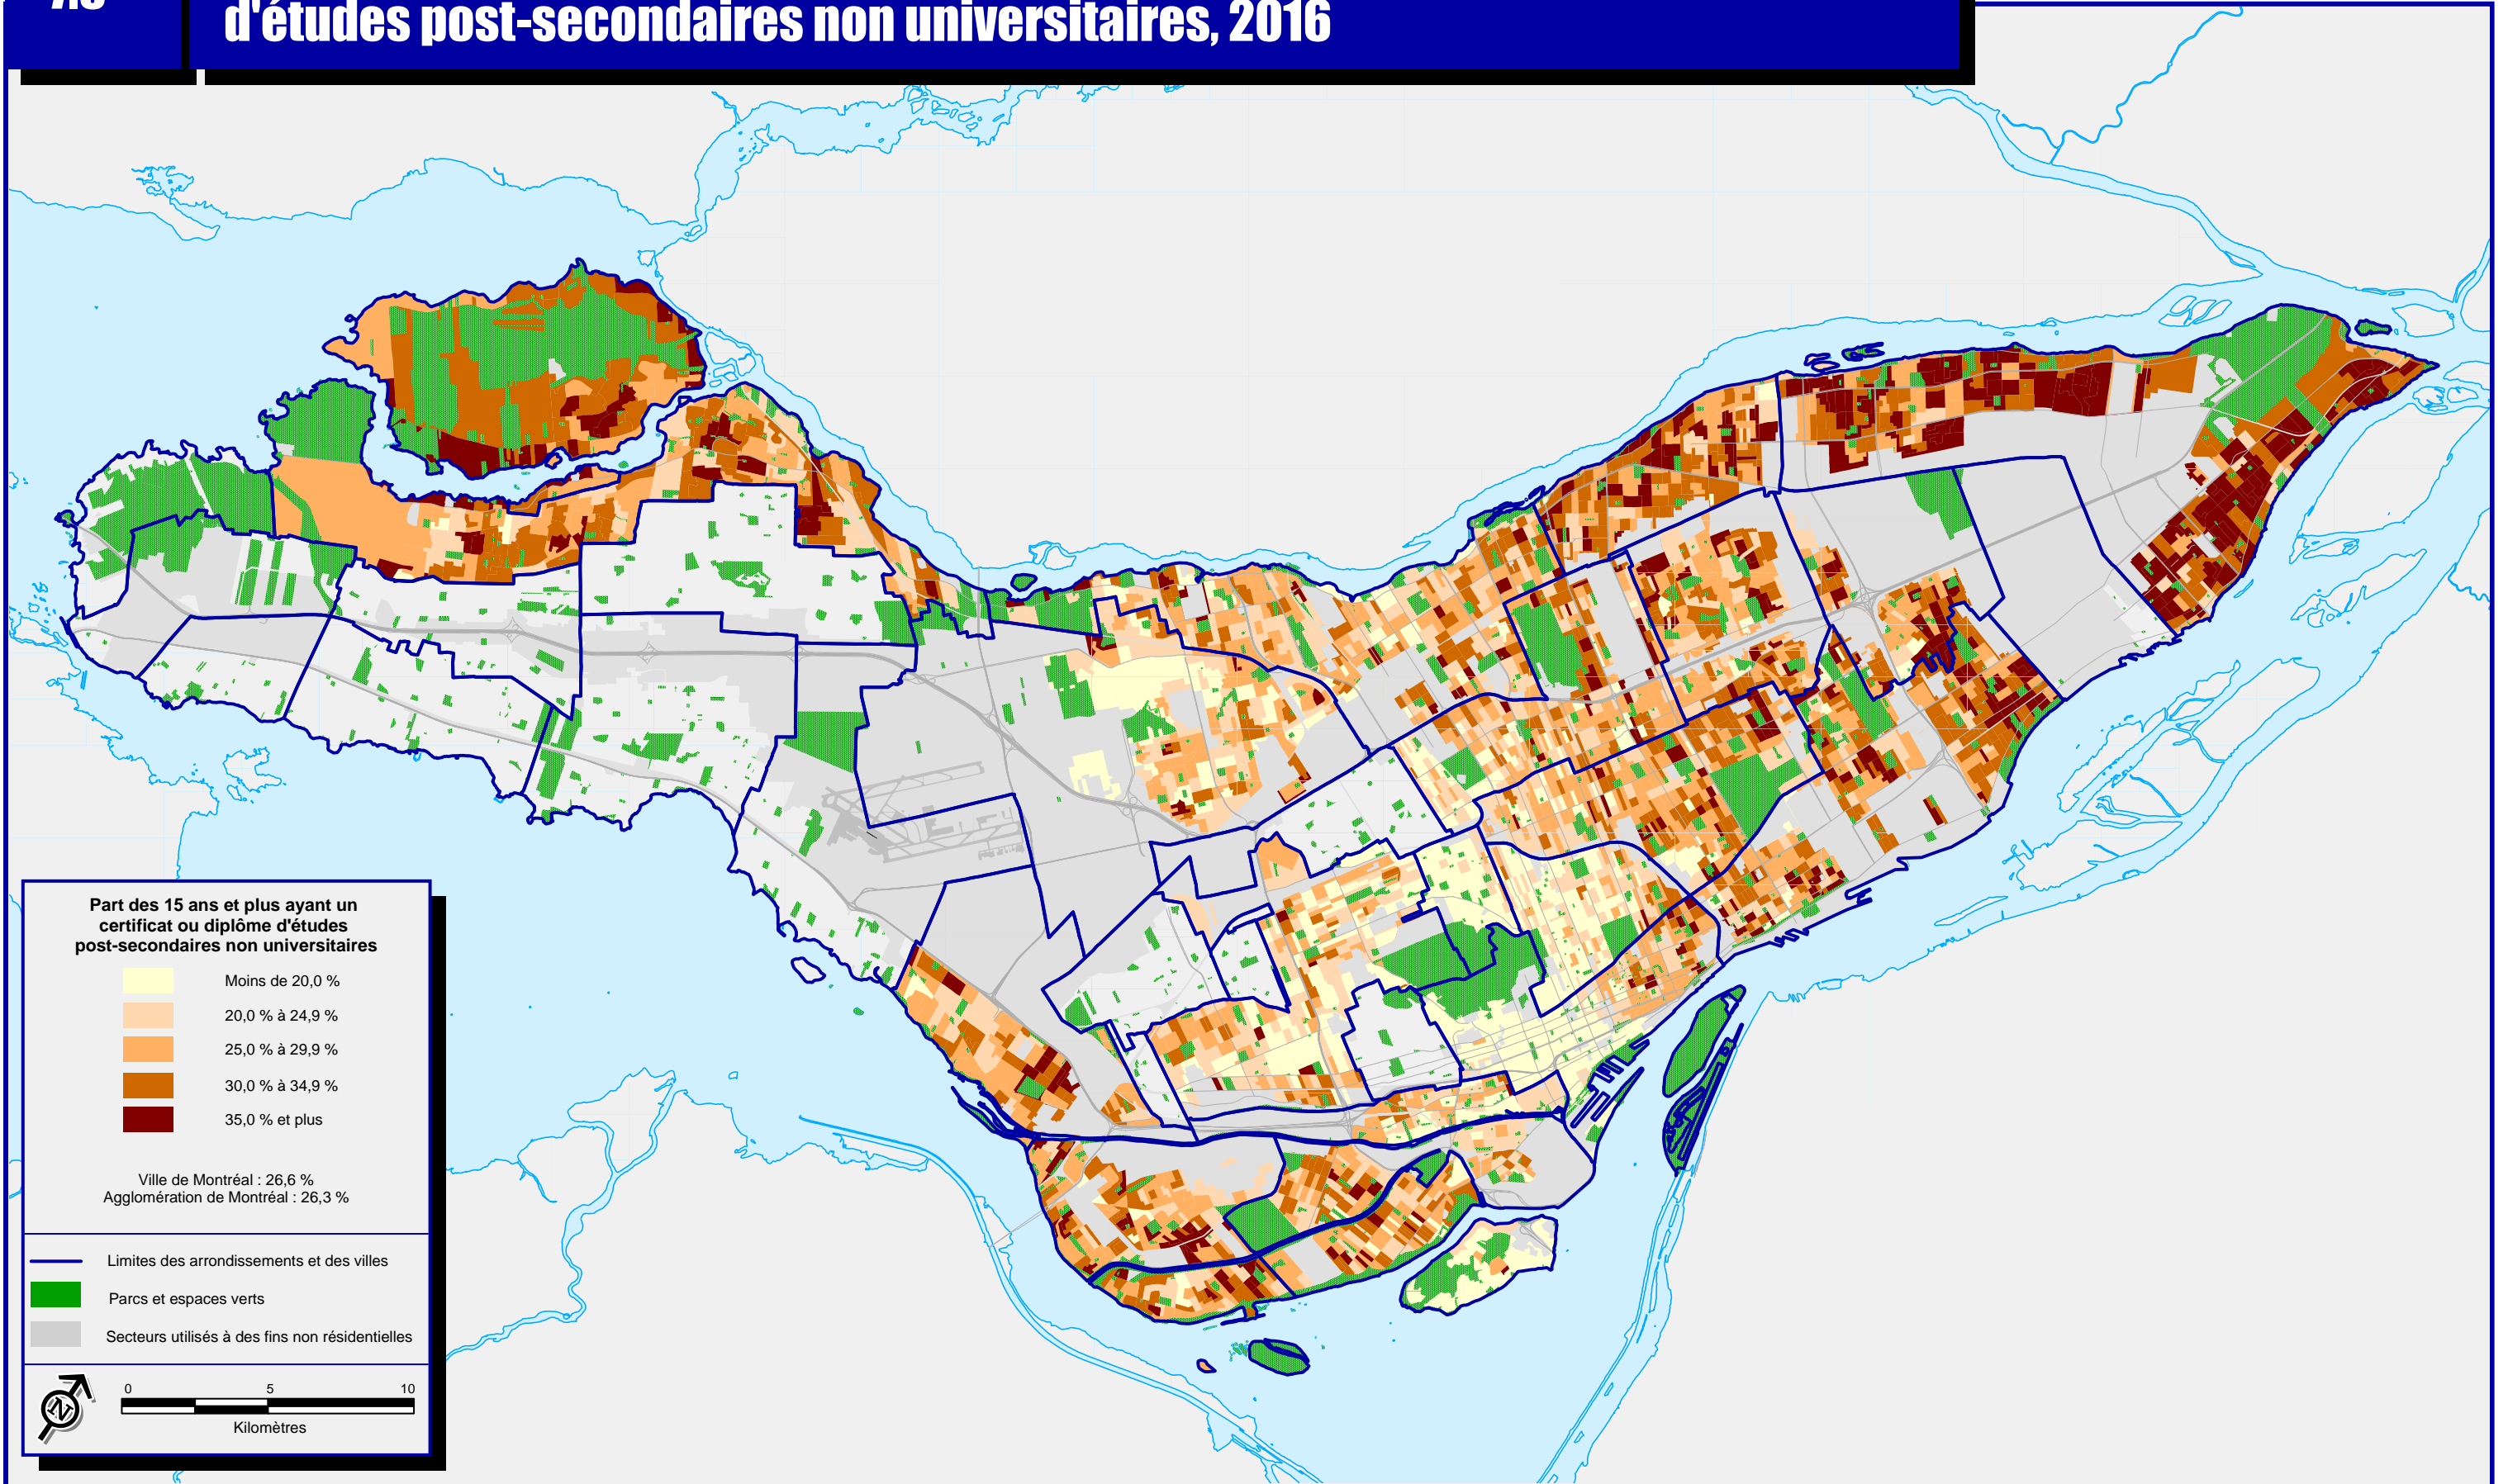 d'études post-secondaires non universitaires, 2016
Part des 15 ans et plus ayant un
certificat ou diplôme d'études
post-secondaires non universitaires
Moins de 20,0 %
20,0 % à 24,9 %
25,0 % à 29,9 %
30,0 % à 34,9 %
35,0 % et plus
Ville de Montréal : 26,6 %
Agglomération de Montréal : 26,3 %
Limites des arrondissements et des villes
Parcs et espaces verts
Secteurs utilisés à des fins non résidentielles
N
0 5 10
Kilomètres